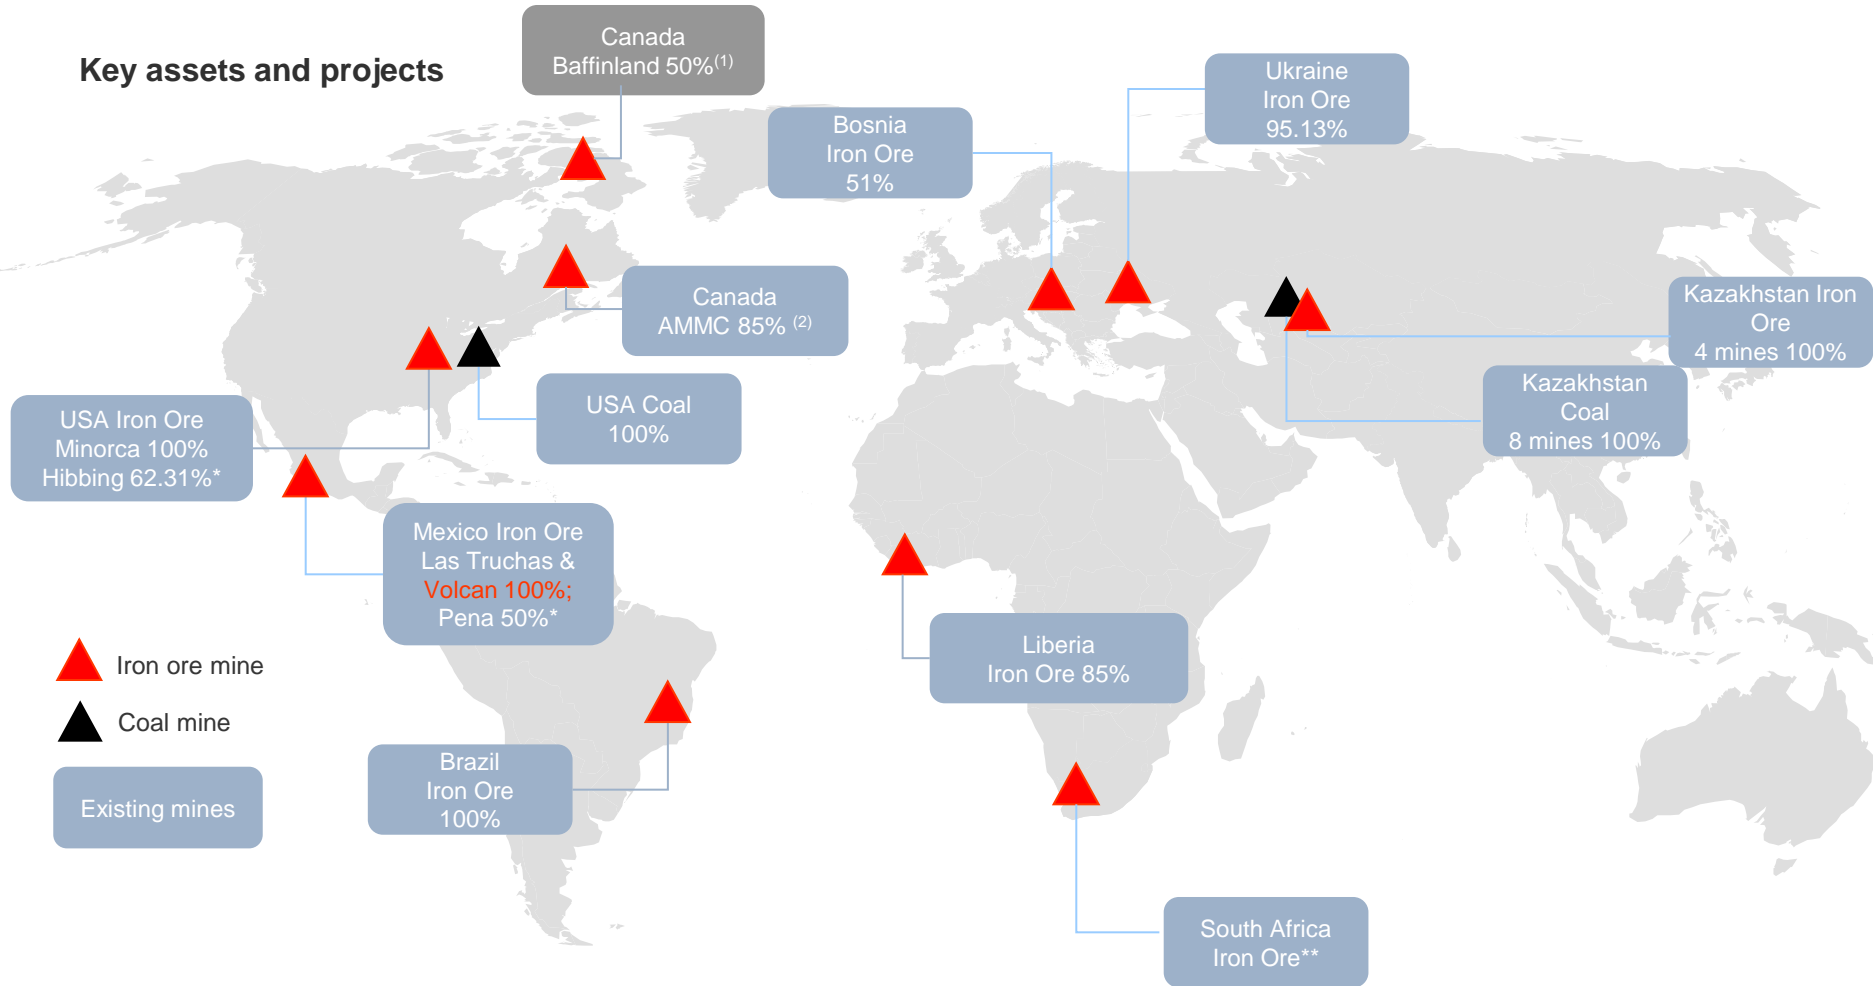 Key assets and projects
Canada
Baffinland 50%(1)
Ukraine
Iron Ore
95.13%
Bosnia
Iron Ore
51%
Canada
AMMC 85% (2)
Kazakhstan Iron
Ore
4 mines 100%
Kazakhstan
Coal
8 mines 100%
USA Coal
100%
USA Iron Ore
Minorca 100%
Hibbing 62.31%*
Mexico Iron Ore
Las Truchas &
Volcan 100%;
Pena 50%*
Liberia
Iron Ore 85%
Iron ore mine
Coal mine
Existing mines
Brazil
Iron Ore
100%
South Africa
Iron Ore**